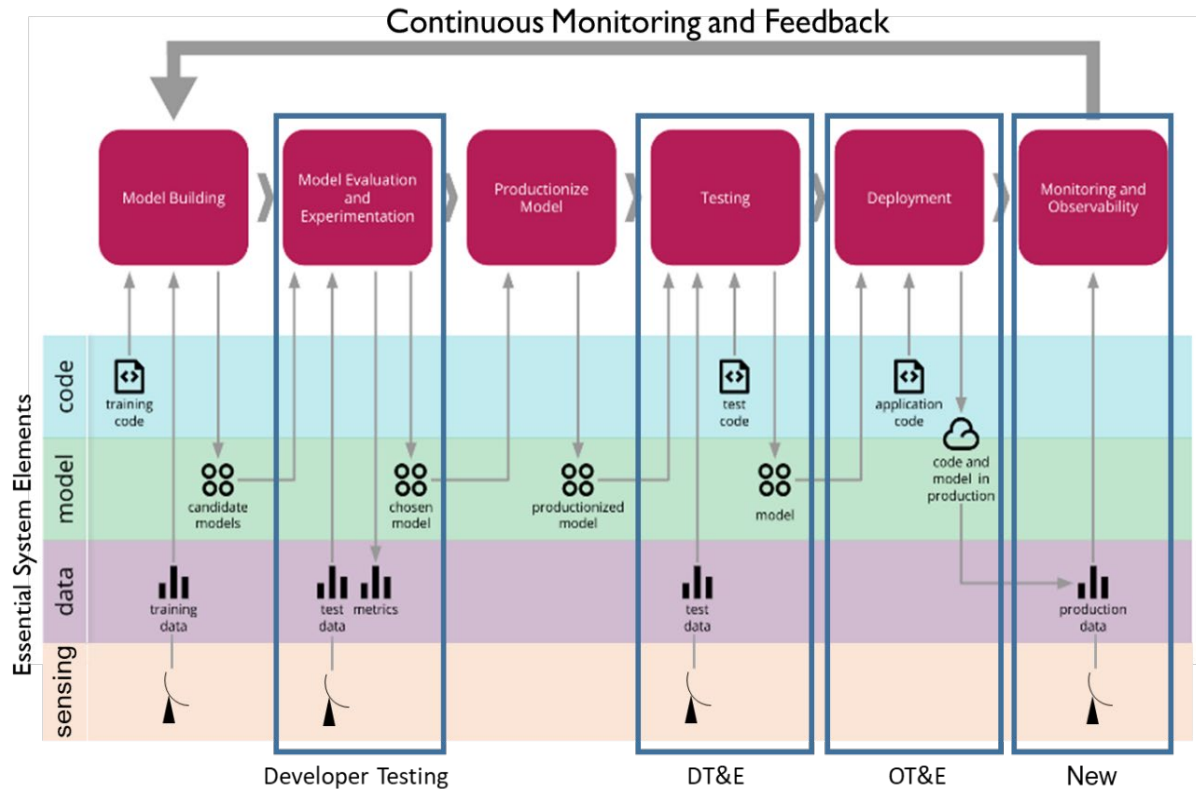 Continuous Monitoring and Feedback
Model Building
Model Evaluation
and
Experimentation
Productionize
Model
Testing
Deployment
Monitoring and
Observability
Essential System Elements
code
training
code
test
code
application
code
model
candidate
models
chosen
model
productionized
model
model
code and
model in
production
data
training
data
test
data
metrics
test
data
production
data
sensing
Developer Testing
DT&E
OT&E
New